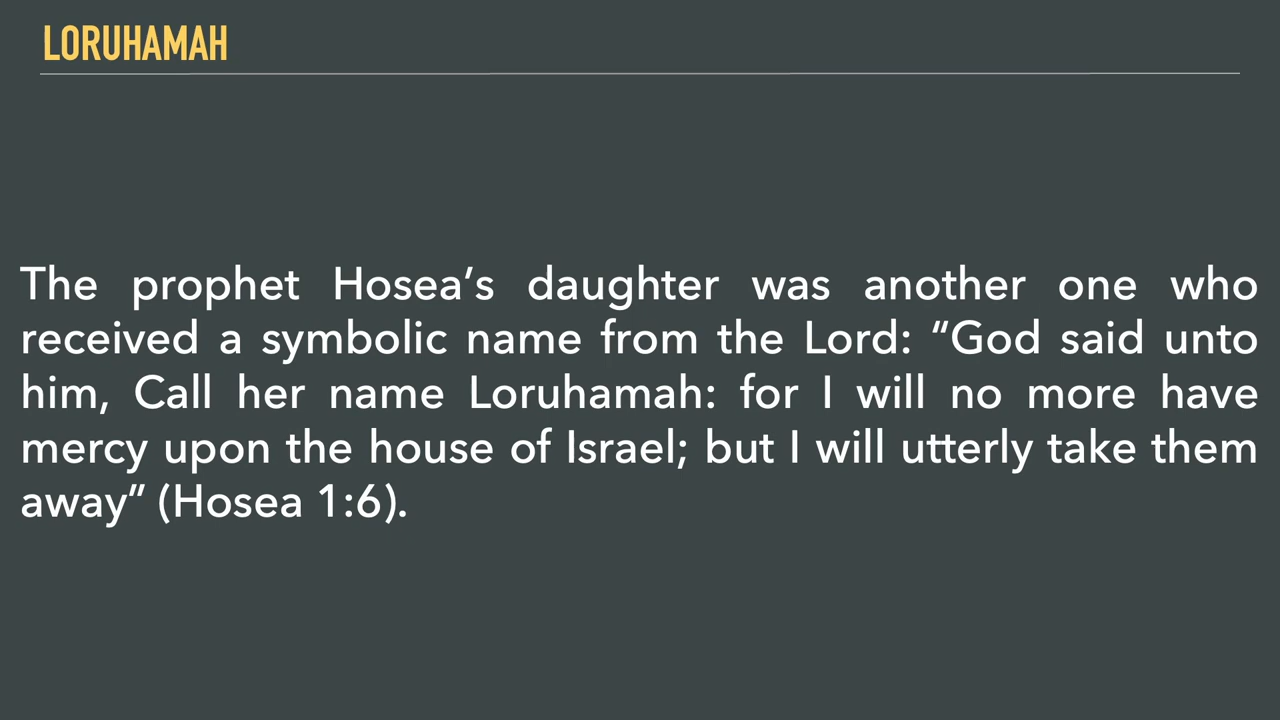 LORUHAMAH
The prophet Hosea’s daughter was another one who
received a symbolic name from the Lord: “God said unto
him, Call her name Loruhamah: for I will no more have
mercy upon the house of Israel; but I will utterly take them
away” (Hosea 1:6).